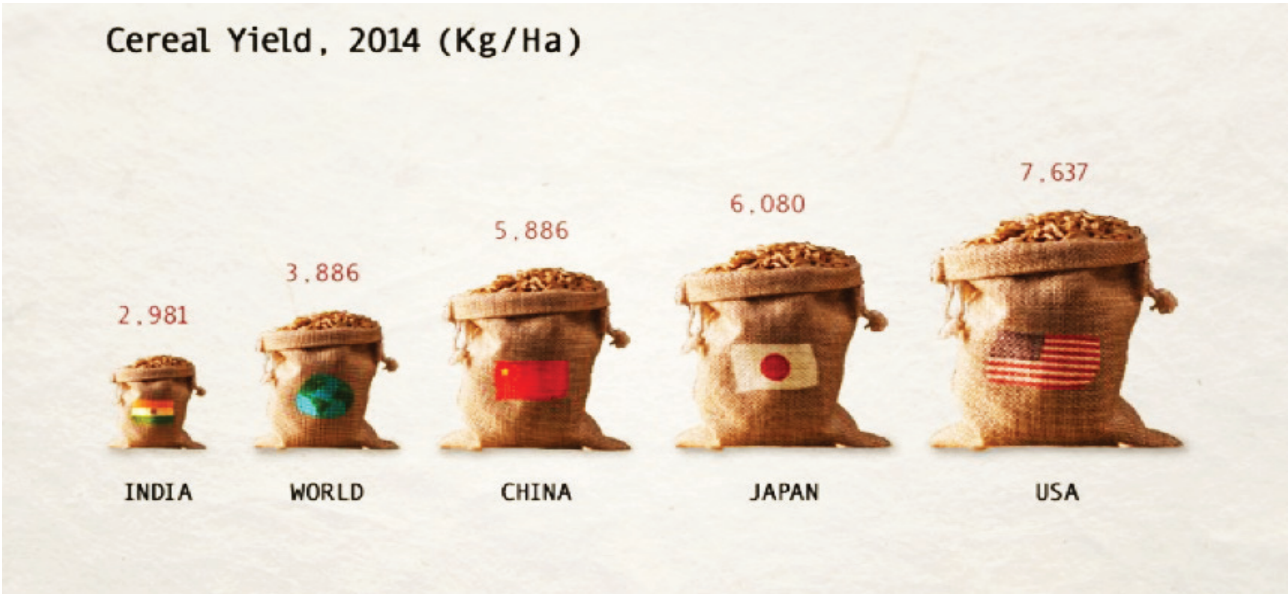 Cereal Yield, 2014 (Kg/Ha)
7,637
6,080
5,886
3,886
2,981
INDIA WORLD CHINA JAPAN USA